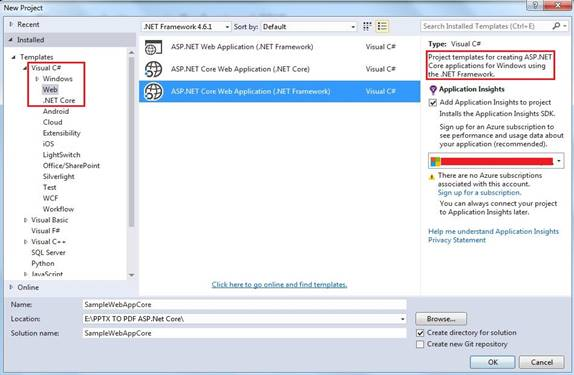 New Project
Recent
.NET Framework 4.6.1
Sort by:
Default
Search Installed Templates (Ctrl+E)
Installed
Templates
Visual C#
Windows
Web
.NET Core
Android
Cloud
Extensibility
iOS
LightSwitch
Office/SharePoint
Silverlight
Test
WCF
Workflow
Visual Basic
Visual F#
Visual C++
SQL Server
Python
JavaScript
Online
ASP.NET Web Application (.NET Framework) Visual C#
ASP.NET Core Web Application (.NET Core) Visual C#
ASP.NET Core Web Application (.NET Framework) Visual C#
Click here to go online and find templates.
Type: Visual C#
Project templates for creating ASP.NET
Core applications for Windows using
the .NET Framework.
Application Insights
Add Application Insights to project
Installs the Application Insights SDK.
Sign up for an Azure subscription to
see performance and usage data about
your application (recommended).
There are no Azure subscriptions
associated with this account.
Sign up for a subscription.
You can always connect your project
to Application Insights later.
Help me understand Application Insights
Privacy Statement
Name: SampleWebAppCore
Location: E:\PPTX TO PDF ASP.Net Core\
Browse...
Solution name: SampleWebAppCore
Create directory for solution
Create new Git repository
OK
Cancel